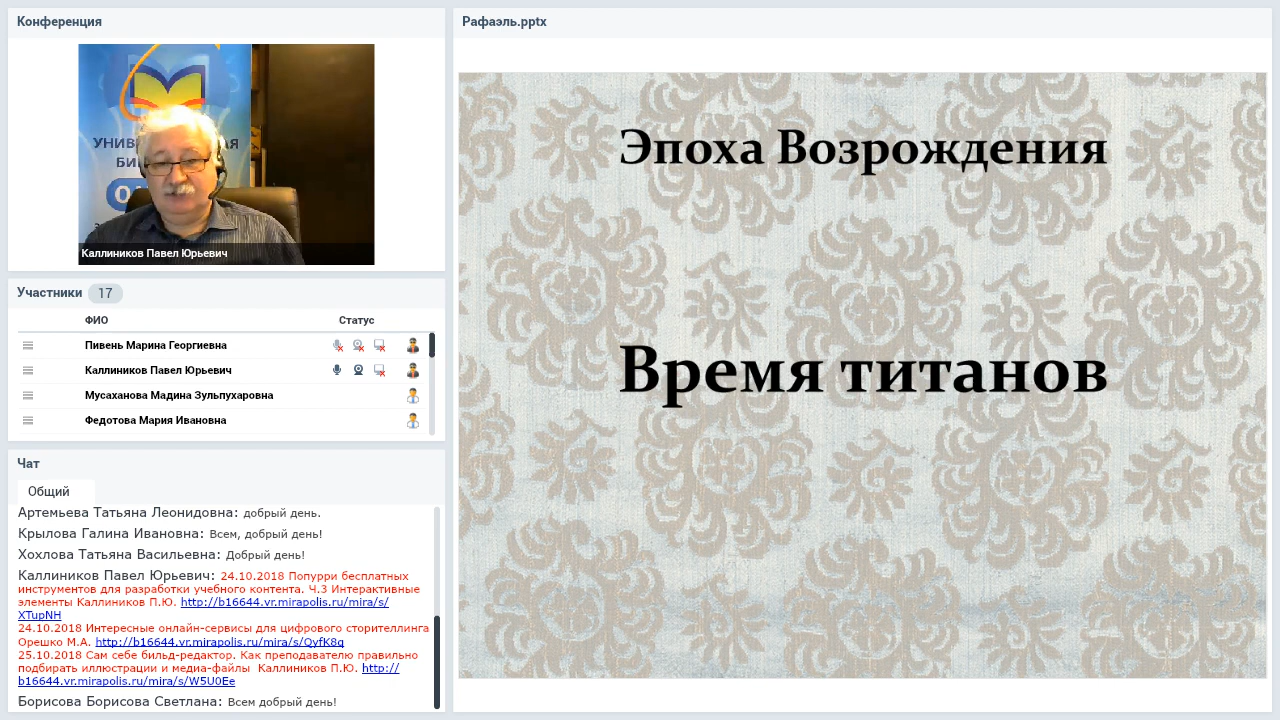 Конференция
Каллиников Павел Юрьевич
Участники 17
ФИО Статус
Пивень Марина Георгиевна
Каллиников Павел Юрьевич
Мусаханова Мадина Зульпухаровна
Федотова Мария Ивановна
Чат
Общий
Артемьева Татьяна Леонидовна: добрый день.
Крылова Галина Ивановна: Всем, добрый день!
Хохлова Татьяна Васильевна: Добрый день!
Каллиников Павел Юрьевич: 24.10.2018 Попурри бесплатных
инструментов для разработки учебного контента. Ч.3 Интерактивные
элементы Каллиников П.Ю. http://b16644.vr.mirapolis.ru/mira/s/
XTupNH
24.10.2018 Интересные онлайн-сервисы для цифрового сторителлинга
Орешко М.А. http://b16644.vr.mirapolis.ru/mira/s/QyfK8q
25.10.2018 Сам себе бильд-редактор. Как преподавателю правильно
подбирать иллюстрации и медиа-файлы Каллиников П.Ю. http://
b16644.vr.mirapolis.ru/mira/s/W5U0Ee
Борисова Борисова Светлана: Всем добрый день!
Рафаэль.pptx
Эпоха Возрождения
Время титанов